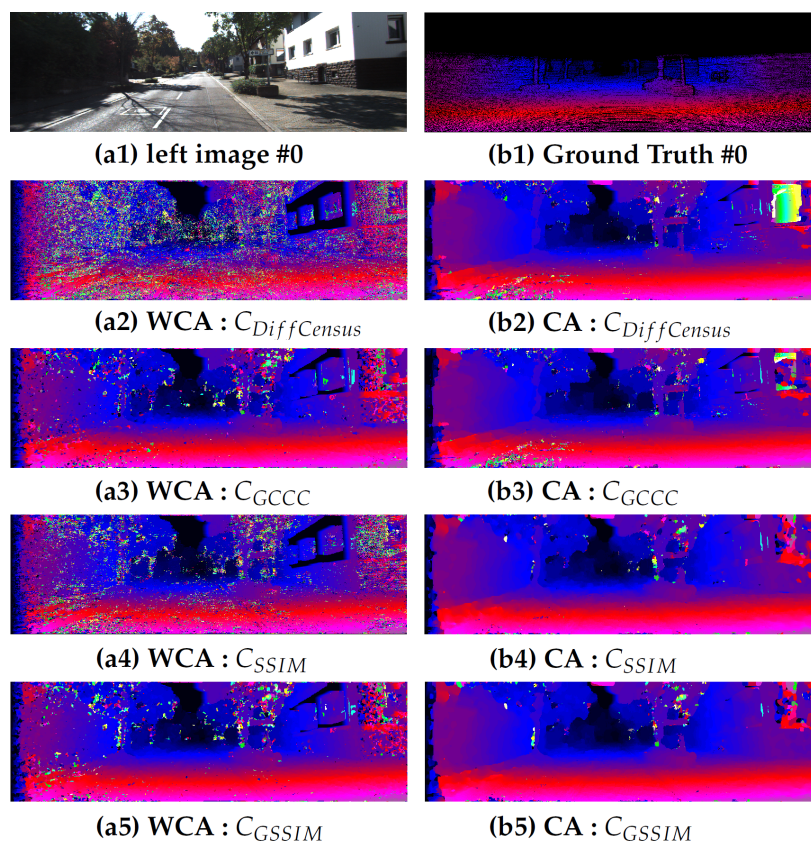 (a1) left image #0
(b1) Ground Truth #0
(a2) WCA : C_{DiffCensus}
(b2) CA : C_{DiffCensus}
(a3) WCA : C_{GCCC}
(b3) CA : C_{GCCC}
(a4) WCA : C_{SSIM}
(b4) CA : C_{SSIM}
(a5) WCA : C_{GSSIM}
(b5) CA : C_{GSSIM}